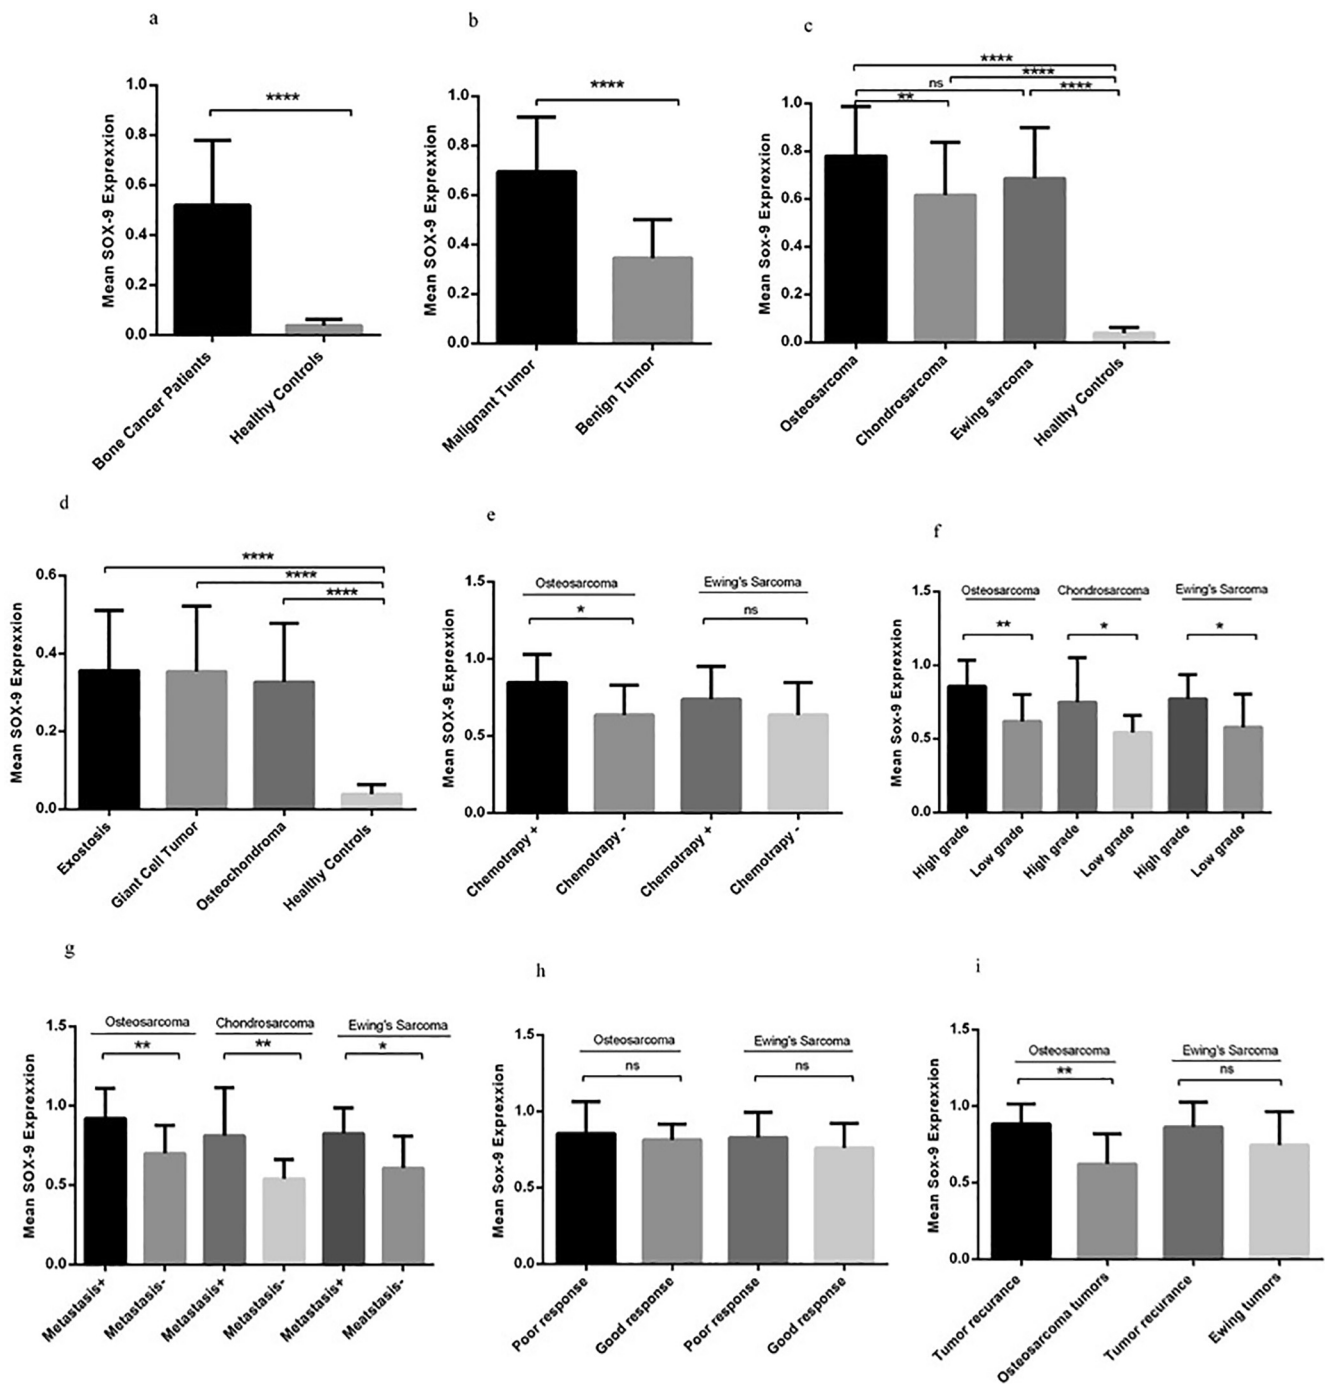 a
****
Mean SOX-9 Exprexxion
1.0
0.8
0.6
0.4
0.2
0.0
Bone Cancer Patients
Healthy Controls
b
****
Mean SOX-9 Exprexxion
1.0
0.8
0.6
0.4
0.2
0.0
Malignant Tumor
Benign Tumor
c
****
****
ns
****
**
Mean Sox-9 Exprexxion
1.0
0.8
0.6
0.4
0.2
0.0
Osteosarcoma
Chondrosarcoma
Ewing sarcoma
Healthy Controls
d
****
****
****
Mean SOX-9 Exprexxion
0.6
0.4
0.2
0.0
Exostosis
Giant Cell Tumor
Osteochondroma
Healthy Controls
e
Osteosarcoma
Ewing's Sarcoma
*
ns
Mean SOX-9 Exprexxion
1.5
1.0
0.5
0.0
Chemotrapy +
Chemotrapy -
Chemotrapy +
Chemotrapy -
f
Osteosarcoma
Chondrosarcoma
Ewing's Sarcoma
**
*
*
Mean Sox-9 Exprexxion
1.5
1.0
0.5
0.0
High grade
Low grade
High grade
Low grade
High grade
Low grade
g
Osteosarcoma
Chondrosarcoma
Ewing's Sarcoma
**
**
*
Mean SOX-9 Exprexxion
1.5
1.0
0.5
0.0
Metastasis+
Metastasis-
Metastasis+
Metastasis-
Metastasis+
Meatstasis-
h
Osteosarcoma
Ewing's Sarcoma
ns
ns
Mean Sox-9 Exprexxion
1.5
1.0
0.5
0.0
Poor response
Good response
Poor response
Good response
i
Osteosarcoma
Ewing's Sarcoma
**
ns
Mean Sox-9 Exprexxion
1.5
1.0
0.5
0.0
Tumor recurance
Osteosarcoma tumors
Tumor recurance
Ewing tumors